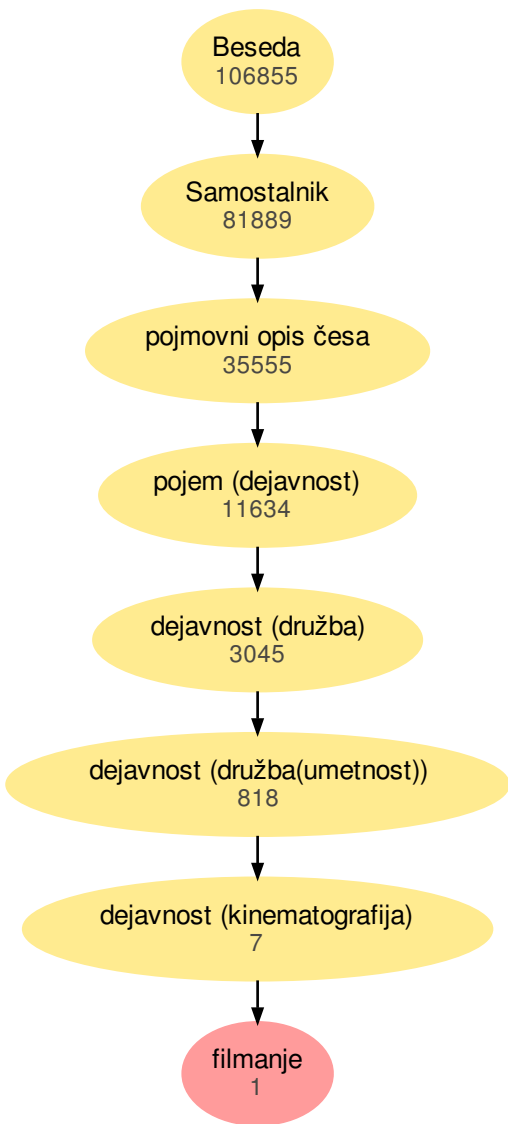 Beseda
106855
Samostalnik
81889
pojmovni opis česa
35555
pojem (dejavnost)
11634
dejavnost (družba)
3045
dejavnost (družba(umetnost))
818
dejavnost (kinematografija)
7
filmanje
1